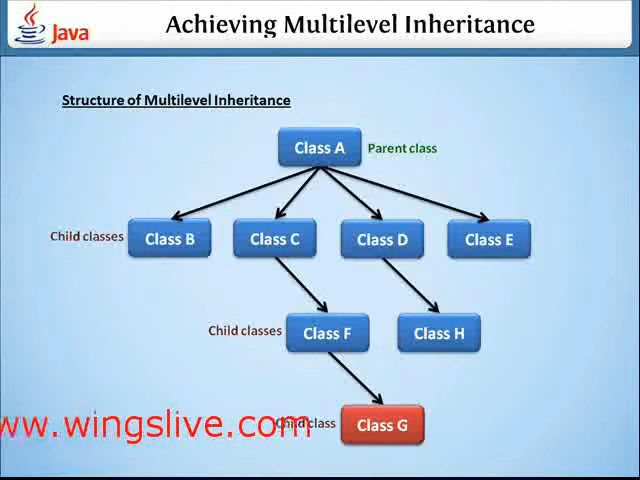 Java
Achieving Multilevel Inheritance
Structure of Multilevel Inheritance
Class A Parent class
Child classes Class B Class C Class D Class E
Child classes Class F Class H
www.wingslive.com Child class Class G